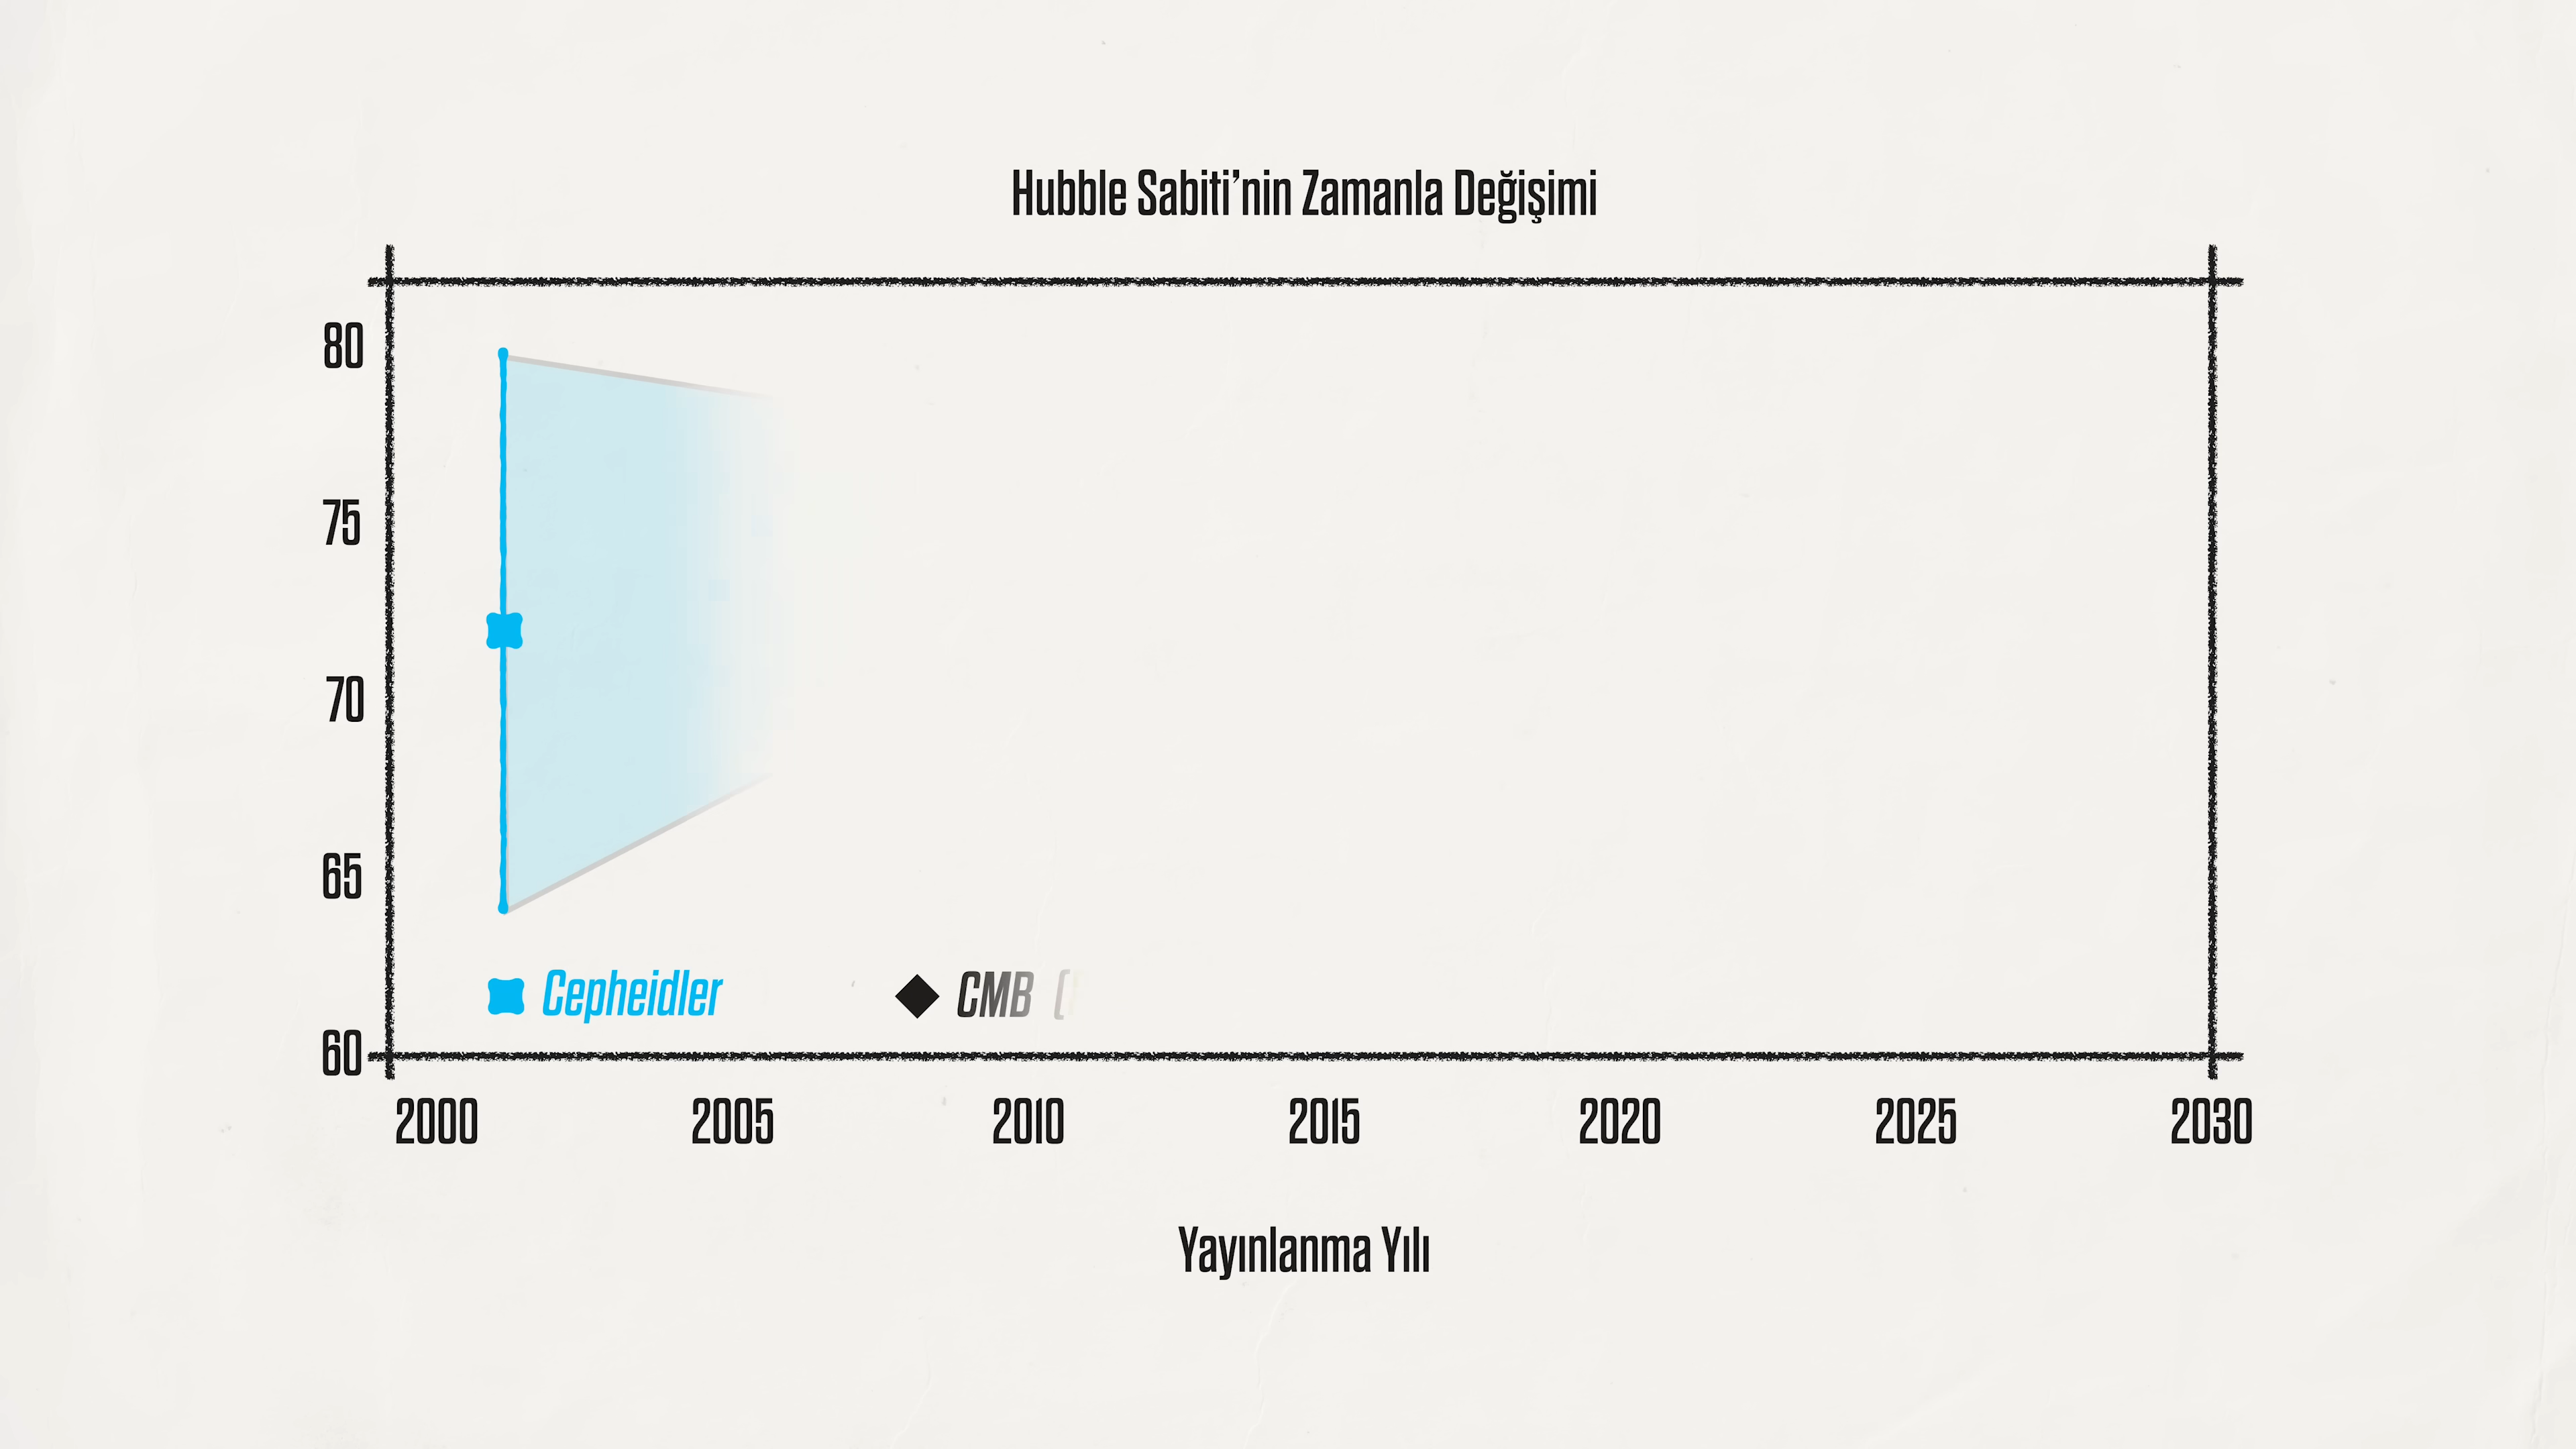 Hubble Sabiti’nin Zamanla Değişimi
80
75
70
65
60
Cepheidler
CMB
2000 2005 2010 2015 2020 2025 2030
Yayınlanma Yılı